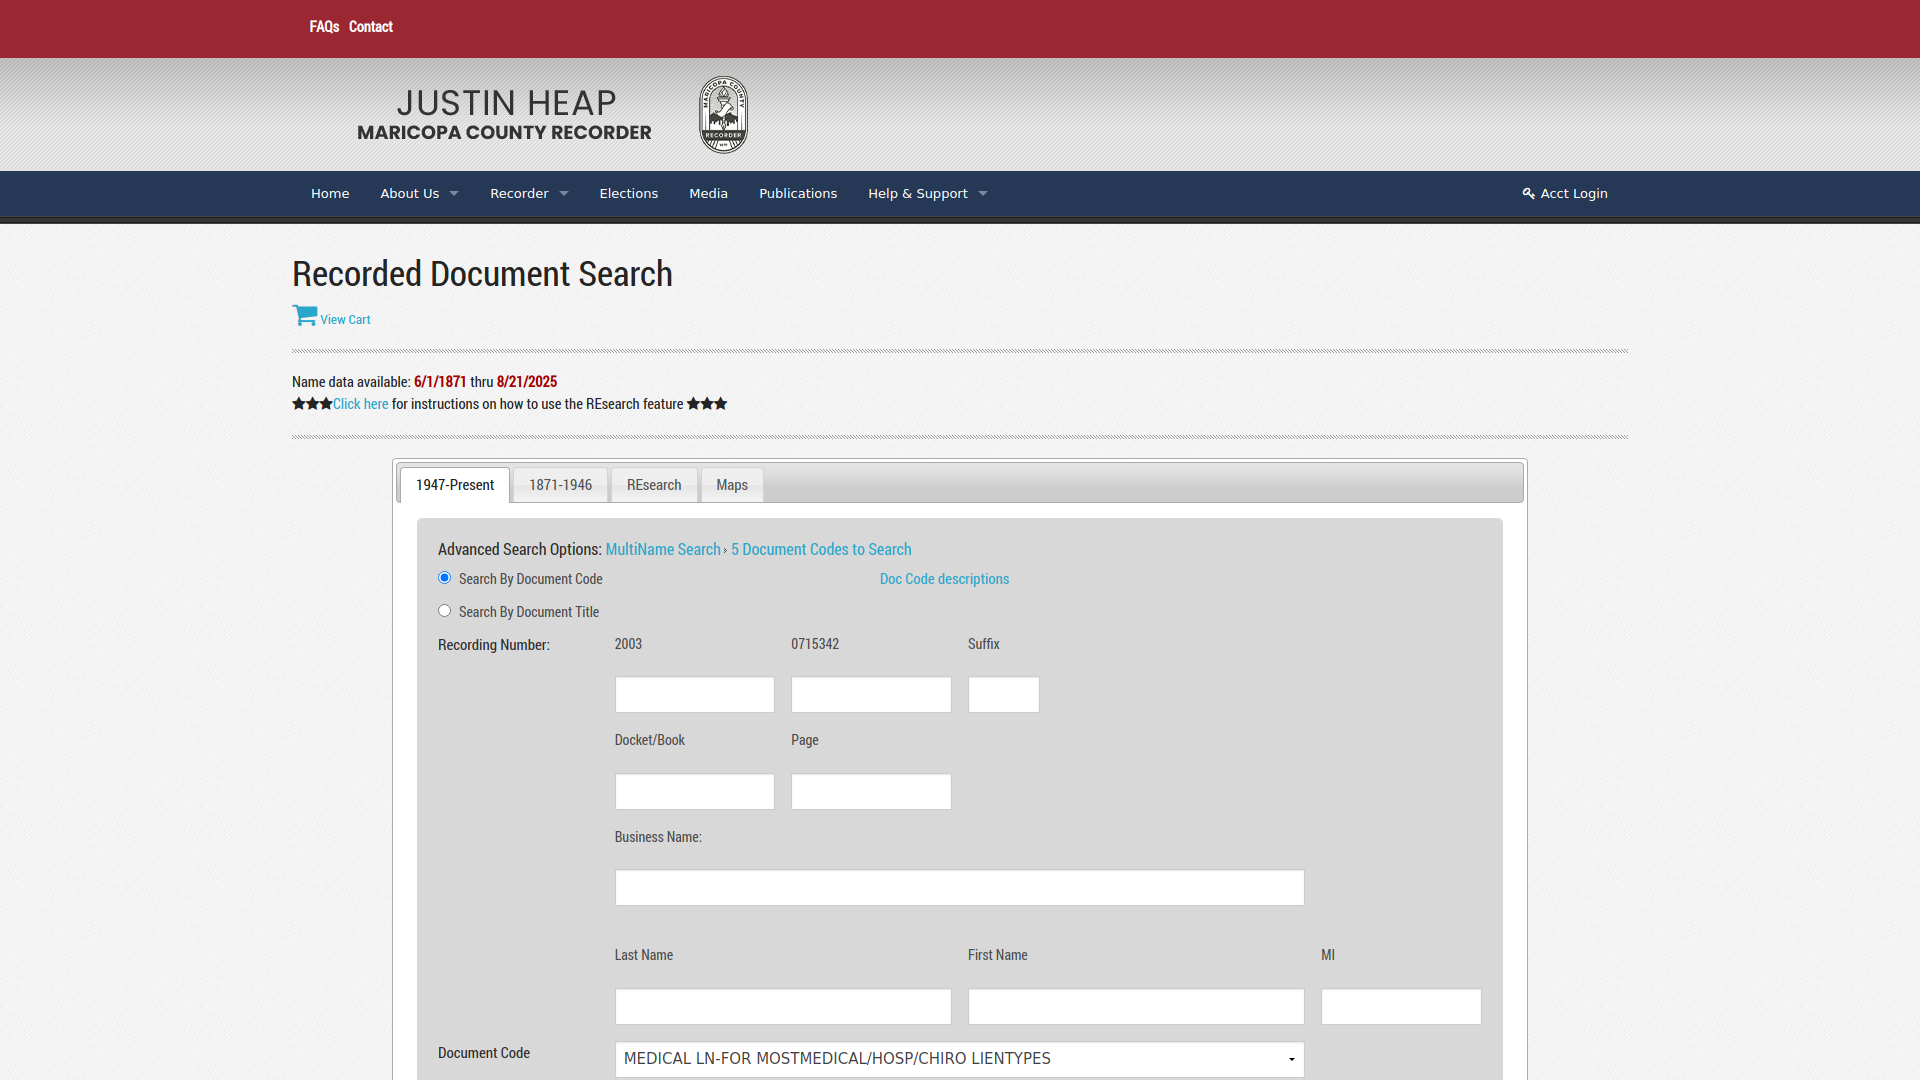 FAQs Contact
JUSTIN HEAP
MARICOPA COUNTY RECORDER
MARICOPA COUNTY
RECORDER
Home About Us Recorder Elections Media Publications Help & Support Acct Login
Recorded Document Search
View Cart
Name data available: 6/1/1871 thru 8/21/2025
★★★Click here for instructions on how to use the REsearch feature ★★★
1947-Present 1871-1946 REsearch Maps
Advanced Search Options: MultiName Search › 5 Document Codes to Search
Search By Document Code Doc Code descriptions
Search By Document Title
Recording Number: 2003 0715342 Suffix
Docket/Book Page
Business Name:
Last Name First Name MI
Document Code MEDICAL LN-FOR MOSTMEDICAL/HOSP/CHIRO LIENTYPES